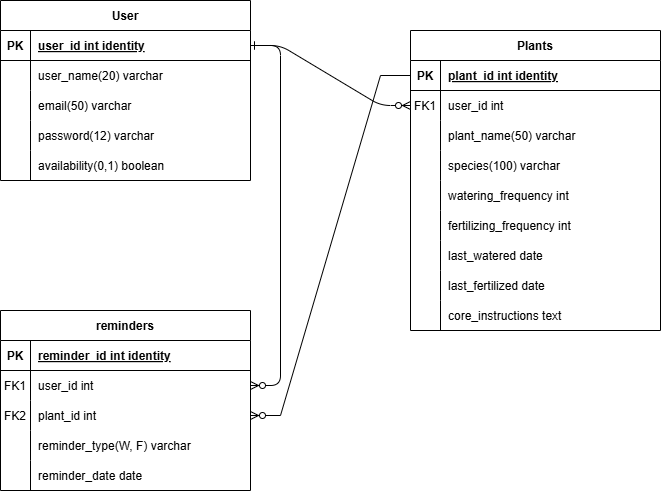 User
PK user_id int identity
user_name(20) varchar
email(50) varchar
password(12) varchar
availability(0,1) boolean
Plants
PK plant_id int identity
FK1 user_id int
plant_name(50) varchar
species(100) varchar
watering_frequency int
fertilizing_frequency int
last_watered date
last_fertilized date
core_instructions text
reminders
PK reminder_id int identity
FK1 user_id int
FK2 plant_id int
reminder_type(W, F) varchar
reminder_date date